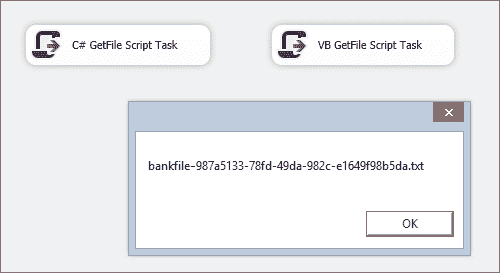 C# GetFile Script Task
VB GetFile Script Task
bankfile-987a5133-78fd-49da-982c-e1649f98b5da.txt
OK